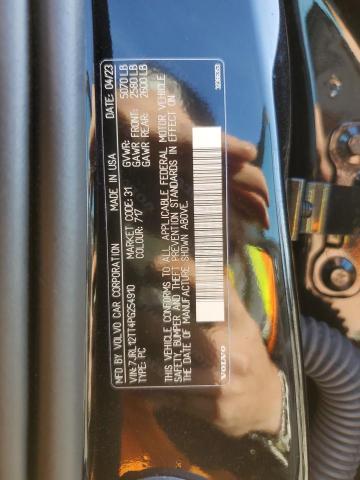 MFD BY VOLVO CAR CORPORATION MADE IN USA DATE: 04/23
VIN: 7JRL12TT4PG254910 GVWR: 5070 LB
TYPE: PC MARKET CODE: 31 GAWR FRONT: 2580 LB
COLOR: 717 GAWR REAR: 2600 LB
THIS VEHICLE CONFORMS TO ALL APPLICABLE FEDERAL MOTOR VEHICLE
SAFETY, BUMPER AND THEFT PREVENTION STANDARDS IN EFFECT ON
THE DATE OF MANUFACTURE SHOWN ABOVE.
VOLVO